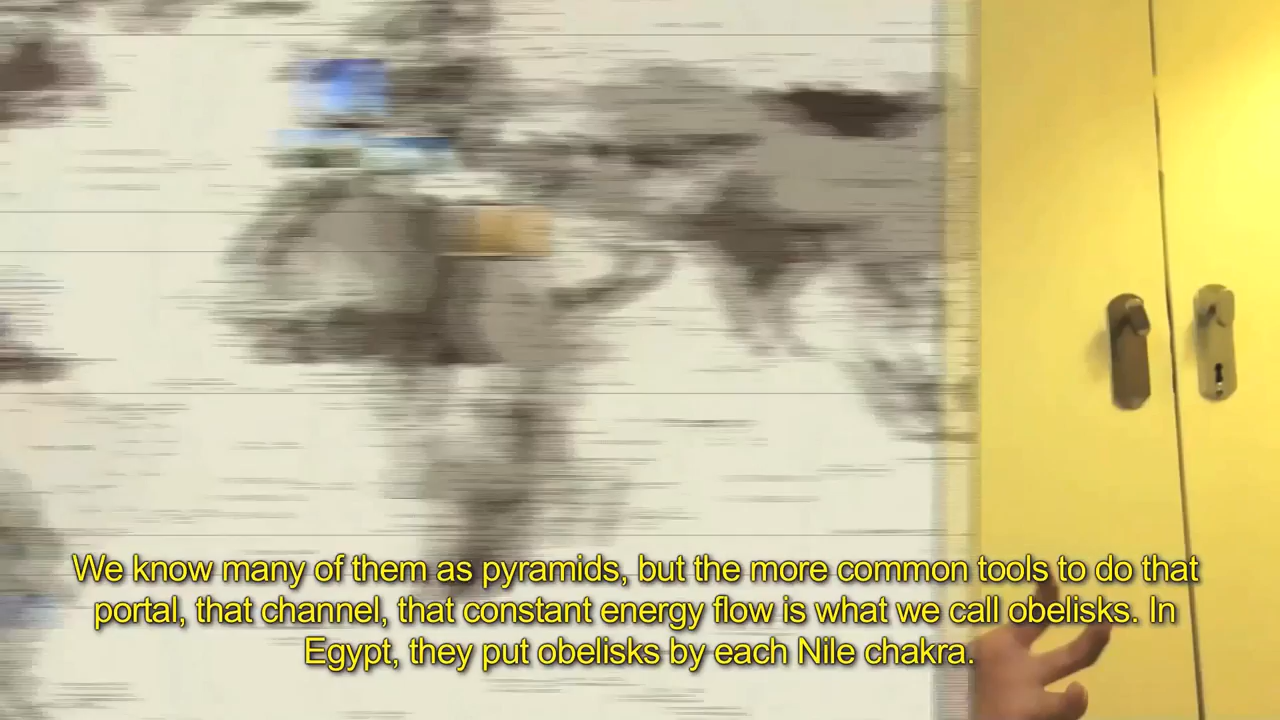 We know many of them as pyramids, but the more common tools to do that
portal, that channel, that constant energy flow is what we call obelisks. In
Egypt, they put obelisks by each Nile chakra.